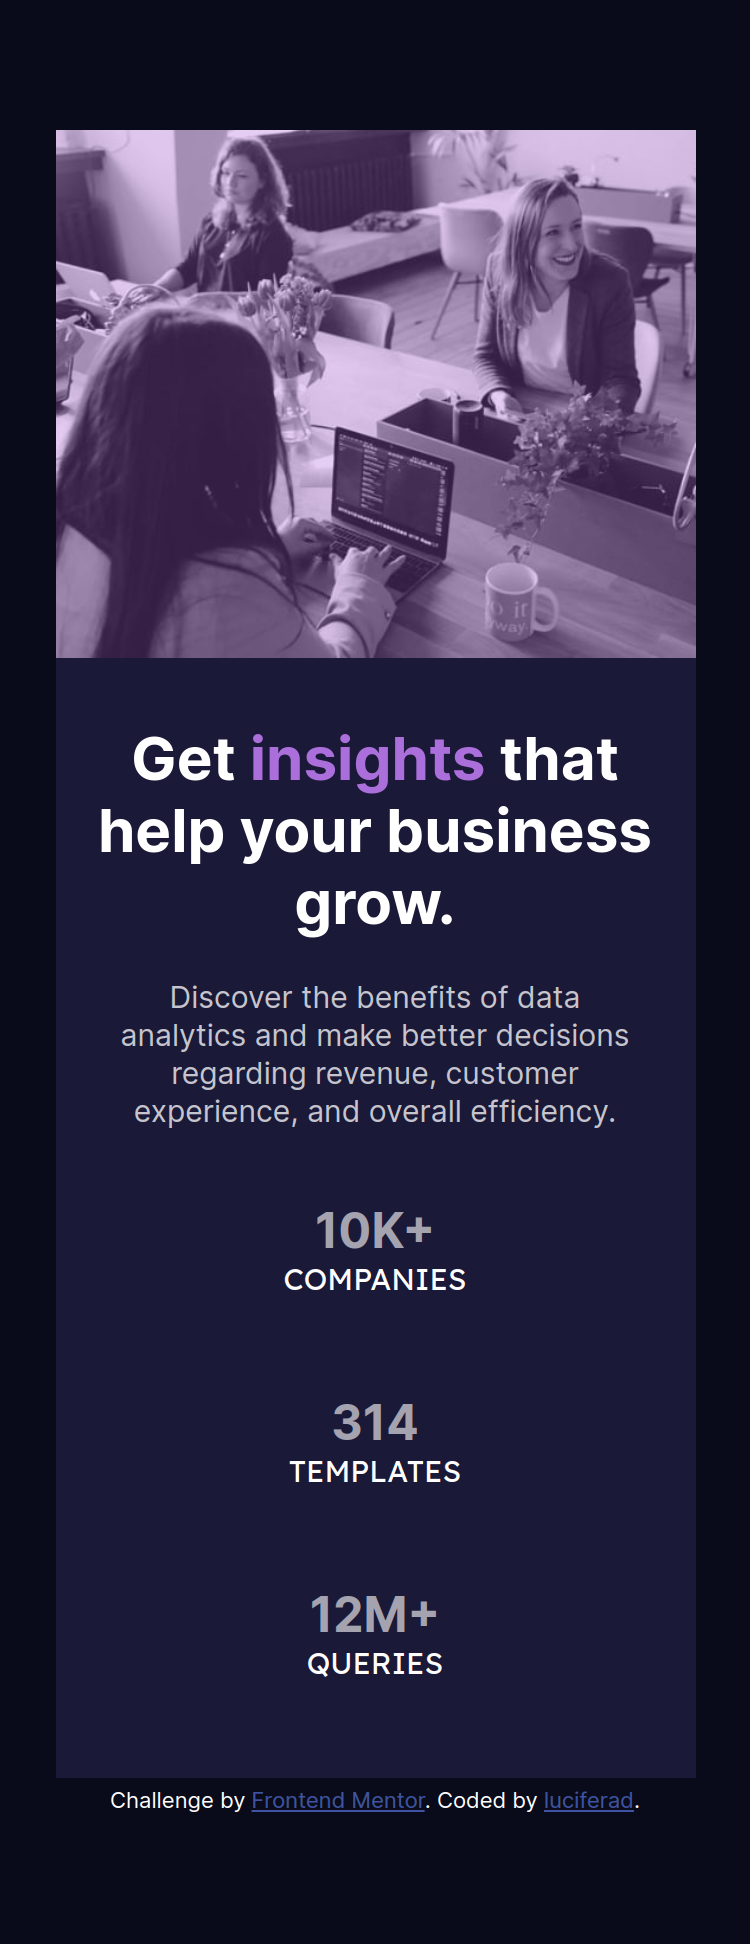 Get insights that
help your business
grow.
Discover the benefits of data
analytics and make better decisions
regarding revenue, customer
experience, and overall efficiency.
10K+
COMPANIES
314
TEMPLATES
12M+
QUERIES
Challenge by Frontend Mentor. Coded by luciferad.